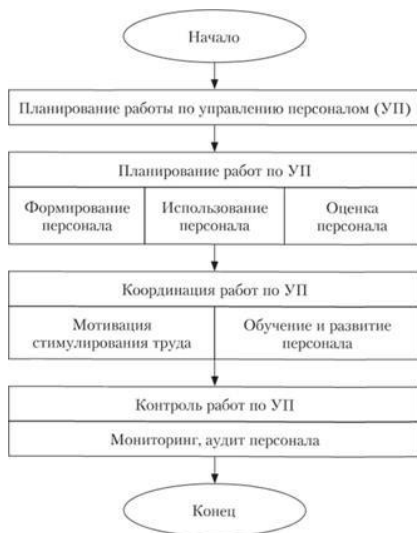 Начало
Планирование работы по управлению персоналом (УП)
Планирование работ по УП
Формирование
персонала
Использование
персонала
Оценка
персонала
Координация работ по УП
Мотивация
стимулирования труда
Обучение и развитие
персонала
Контроль работ по УП
Мониторинг, аудит персонала
Конец